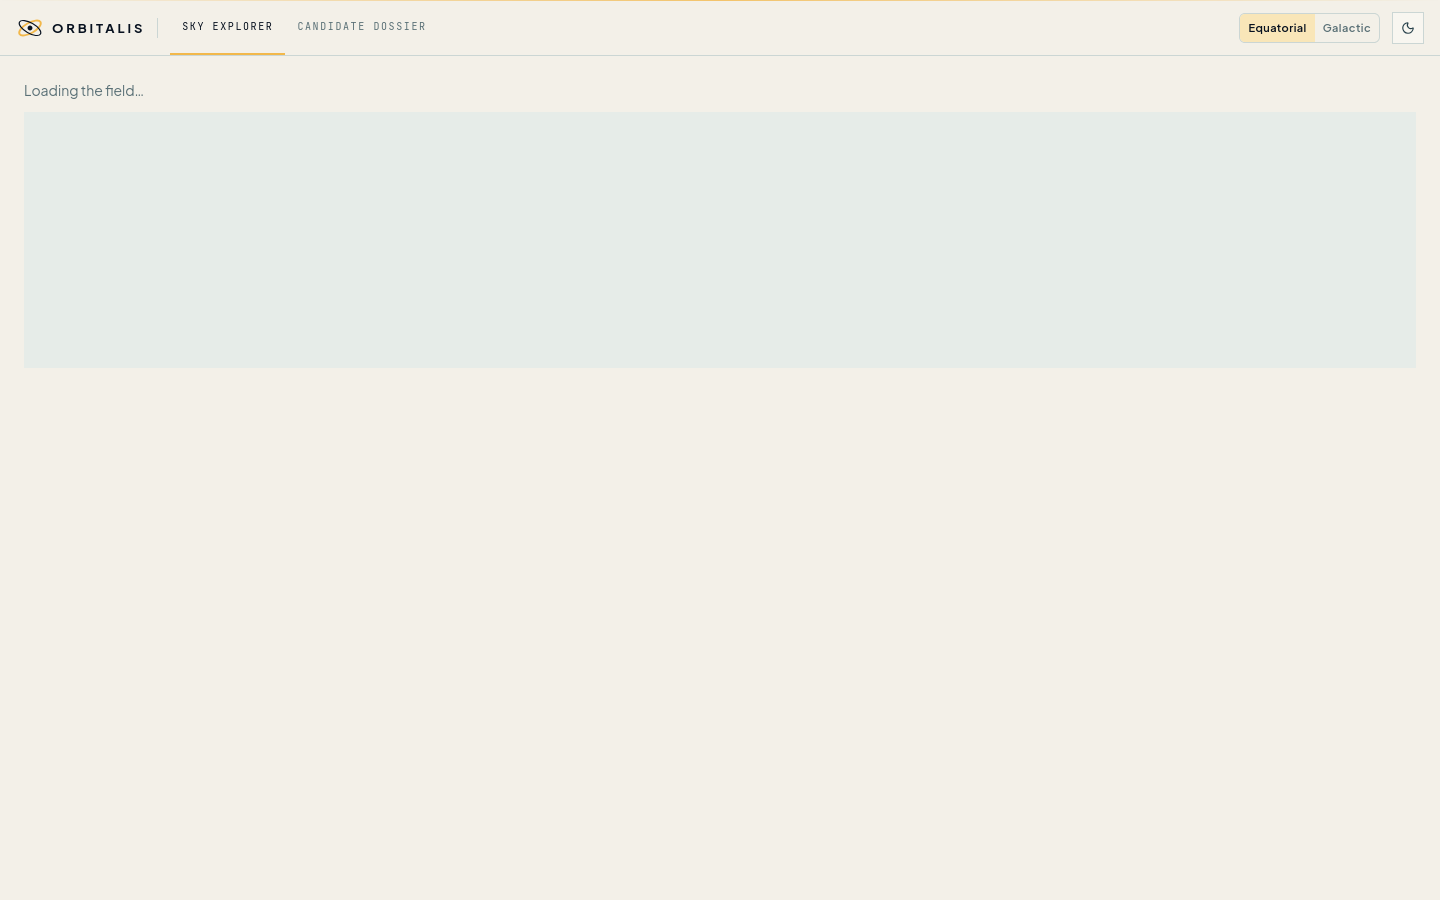 ORBITALIS
SKY EXPLORER
CANDIDATE DOSSIER
Equatorial
Galactic
Loading the field…